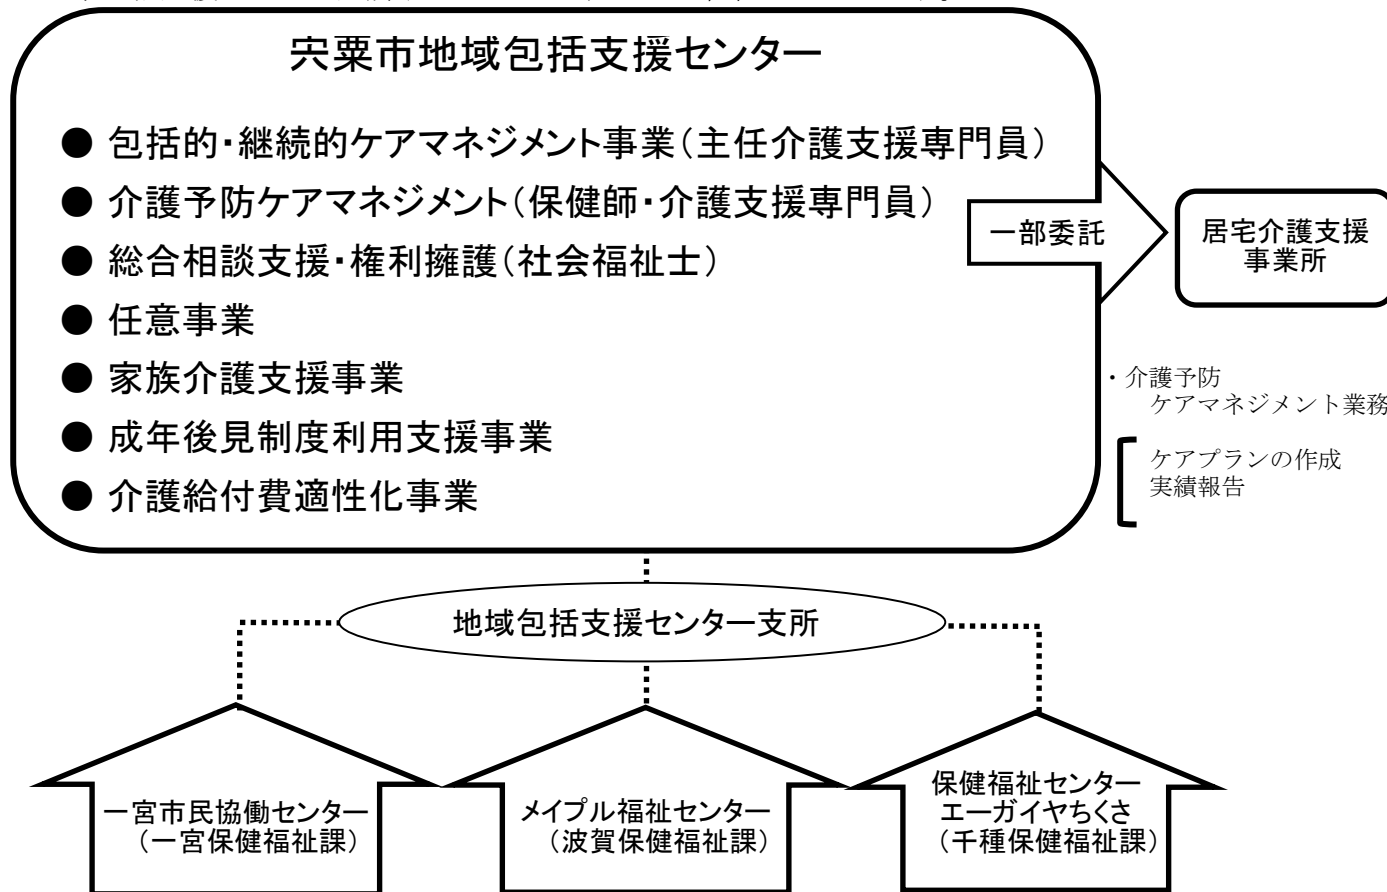 宍粟市地域包括支援センター
● 包括的・継続的ケアマネジメント事業（主任介護支援専門員）
● 介護予防ケアマネジメント（保健師・介護支援専門員）
● 総合相談支援・権利擁護（社会福祉士）
● 任意事業
● 家族介護支援事業
● 成年後見制度利用支援事業
● 介護給付費適性化事業
一部委託
居宅介護支援
事業所
・介護予防
ケアマネジメント業務
ケアプランの作成
実績報告
地域包括支援センター支所
一宮市民協働センター
（一宮保健福祉課）
メイプル福祉センター
（波賀保健福祉課）
保健福祉センター
エーガイヤちくさ
（千種保健福祉課）